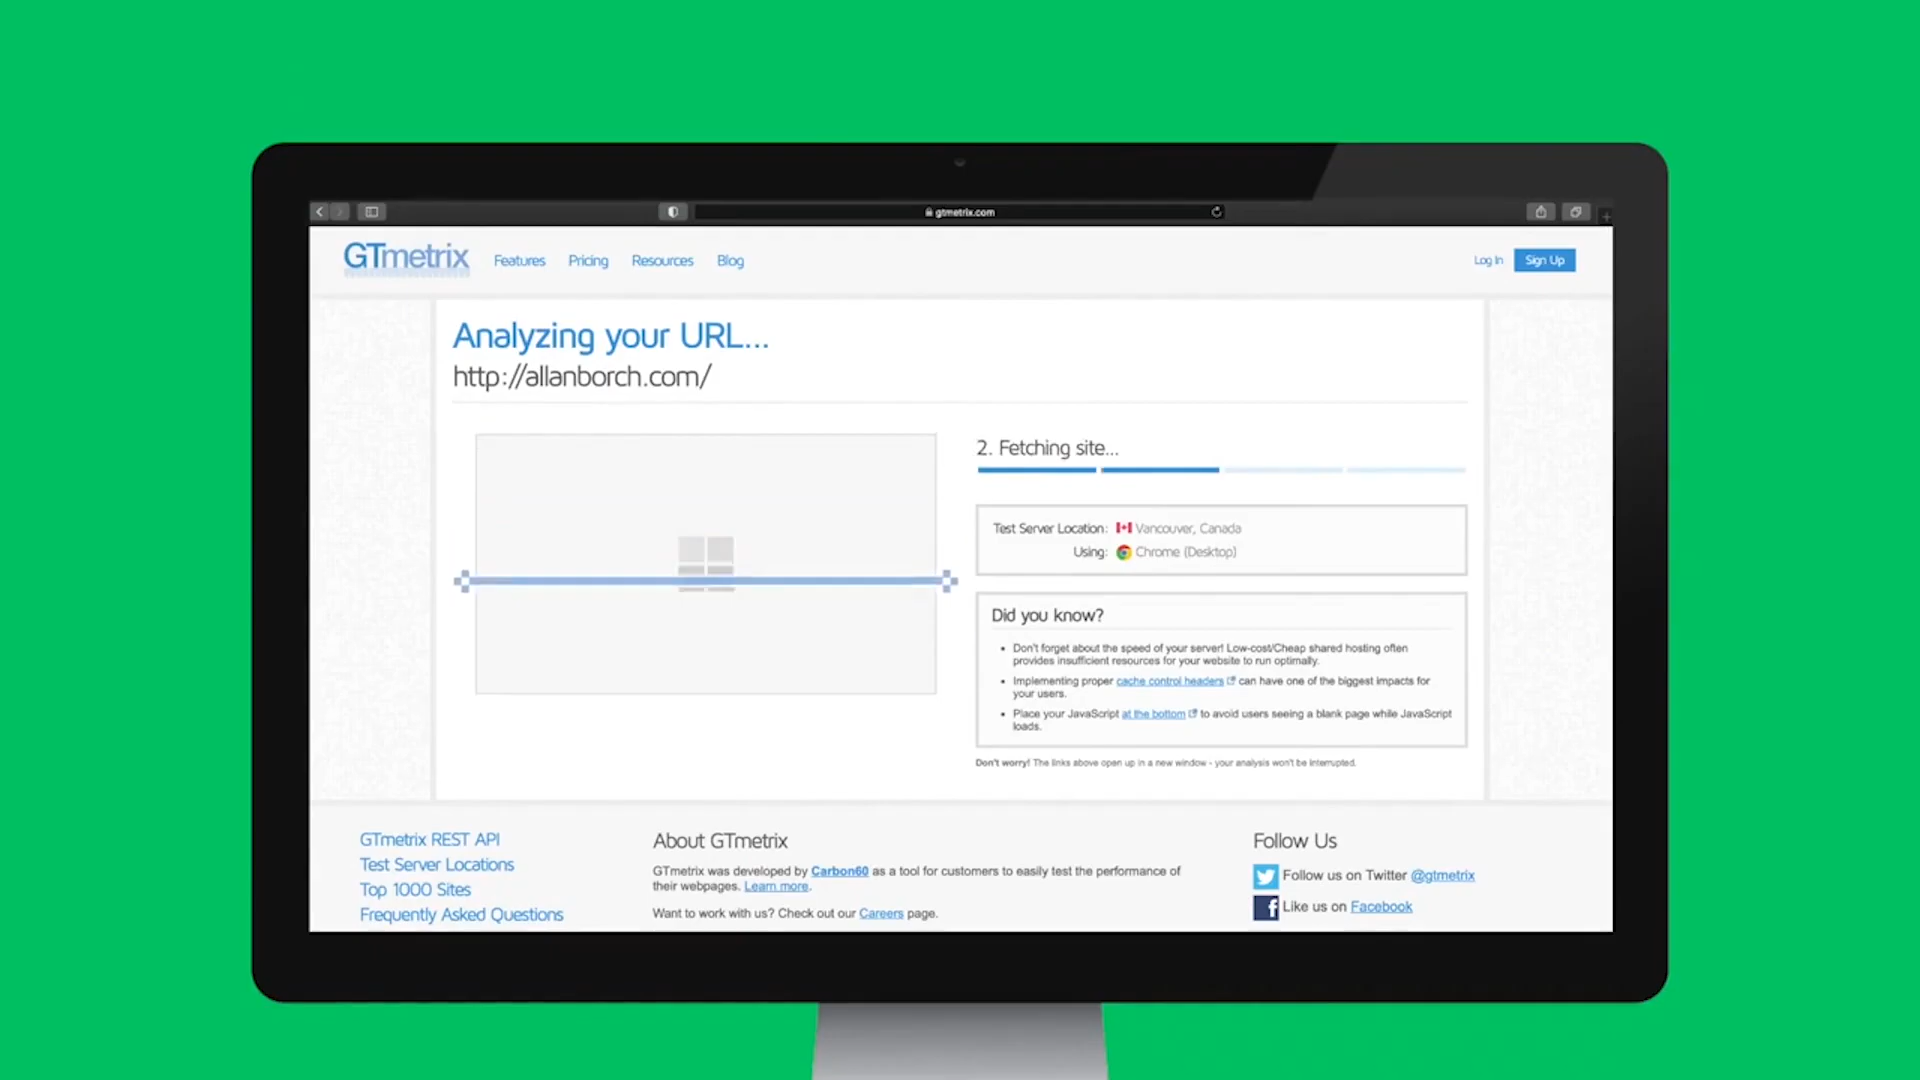 gtmetrix.com
GTmetrix Features Pricing Resources Blog Log In Sign Up
Analyzing your URL...
http://allanborch.com/
2. Fetching site...
Test Server Location: Vancouver, Canada
Using: Chrome (Desktop)
Did you know?
• Don't forget about the speed of your server! Low-cost/Cheap shared hosting often
provides insufficient resources for your website to run optimally.
• Implementing proper cache control headers can have one of the biggest impacts for
your users.
• Place your JavaScript at the bottom to avoid users seeing a blank page while JavaScript
loads.
Don't worry! The links above open up in a new window - your analysis won't be interrupted.
GTmetrix REST API
Test Server Locations
Top 1000 Sites
Frequently Asked Questions
About GTmetrix
GTmetrix was developed by Carbon60 as a tool for customers to easily test the performance of
their webpages. Learn more.
Want to work with us? Check out our Careers page.
Follow Us
Follow us on Twitter @gtmetrix
Like us on Facebook